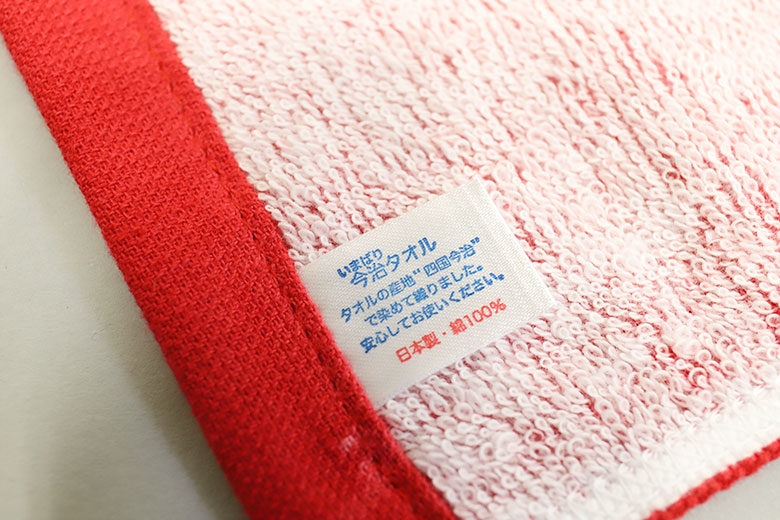 いまばり
今治タオル
タオルの産地“四国今治”
で染めて織りました。
安心してお使いください。
日本製・綿100%